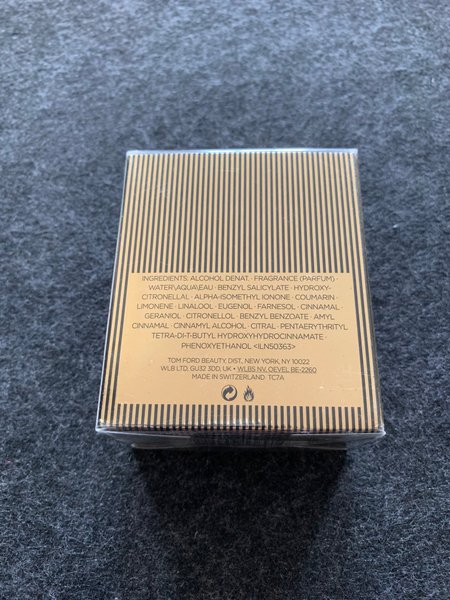 INGREDIENTS: ALCOHOL DENAT. · FRAGRANCE (PARFUM) ·
WATER\AQUA\EAU · BENZYL SALICYLATE · HYDROXY-
CITRONELLAL · ALPHA-ISOMETHYL IONONE · COUMARIN ·
LIMONENE · LINALOOL · EUGENOL · FARNESOL · CINNAMAL ·
GERANIOL · CITRONELLOL · BENZYL BENZOATE · AMYL
CINNAMAL · CINNAMYL ALCOHOL · CITRAL · PENTAERYTHRITYL
TETRA-DI-T-BUTYL HYDROXYHYDROCINNAMATE ·
PHENOXYETHANOL <ILN50363>
TOM FORD BEAUTY, DIST., NEW YORK, NY 10022
WLB LTD, GU32 3DD, UK • WLBS NV, OEVEL BE-2260
MADE IN SWITZERLAND TC7A